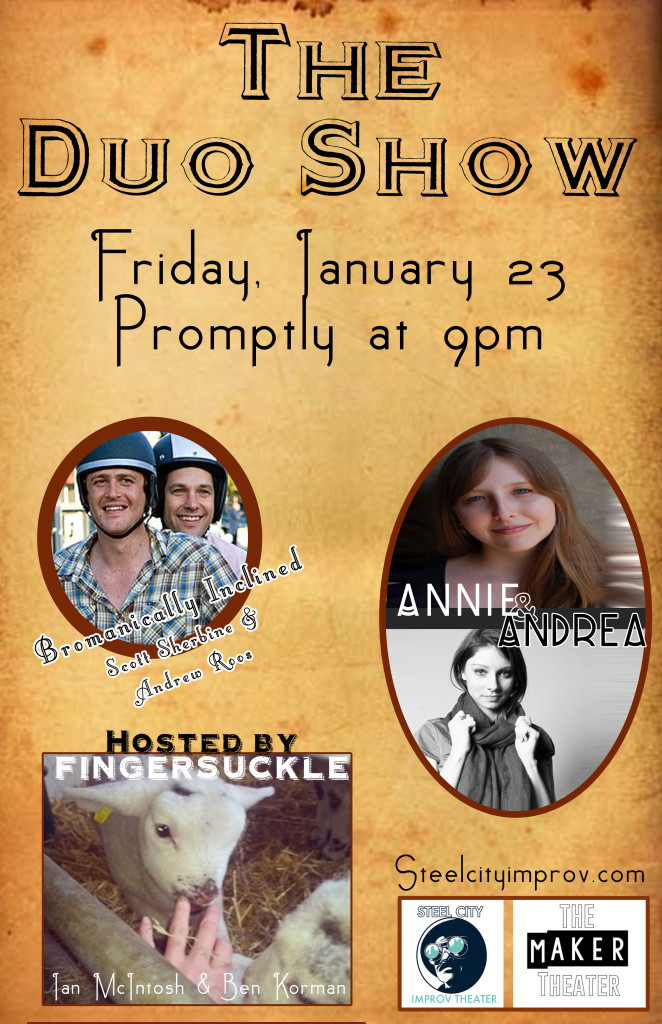 The
Duo Show
Friday, January 23
Promptly at 9pm
Bromanically Inclined
Scott Sherbine &
Andrew Roos
ANNIE
&
ANDREA
Hosted by
FINGERSUCKLE
Ian McIntosh & Ben Korman
Steelcityimprov.com
STEEL CITY
IMPROV THEATER
THE
MAKER
THEATER